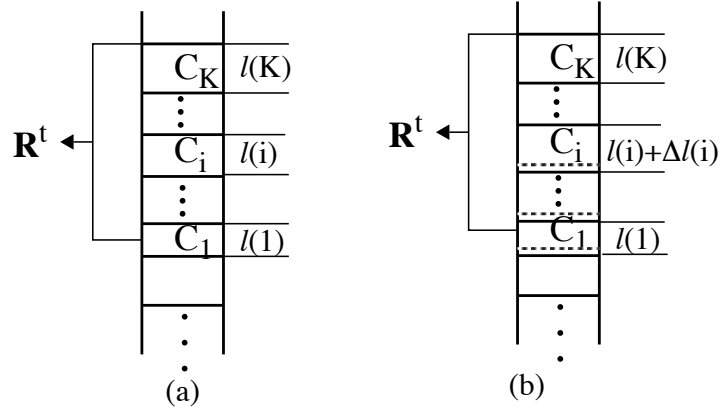 C_K l(K)
R^t
C_i l(i)
C_1 l(1)
(a)
C_K l(K)
R^t
C_i l(i)+Δl(i)
C_1 l(1)
(b)